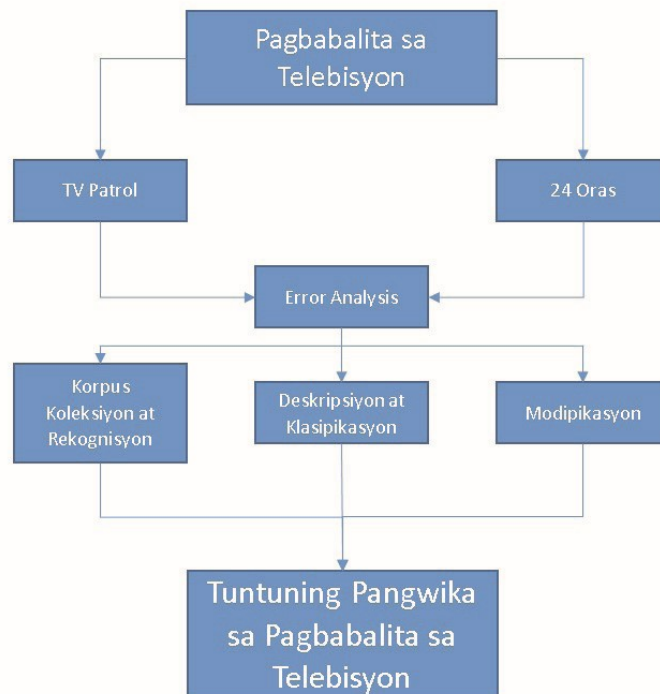 Pagbabalita sa
Telebisyon
TV Patrol
24 Oras
Error Analysis
Korpus
Koleksiyon at
Rekognisyon
Deskripsiyon at
Klasipikasyon
Modipikasyon
Tuntuning Pangwika
sa Pagbabalita sa
Telebisyon